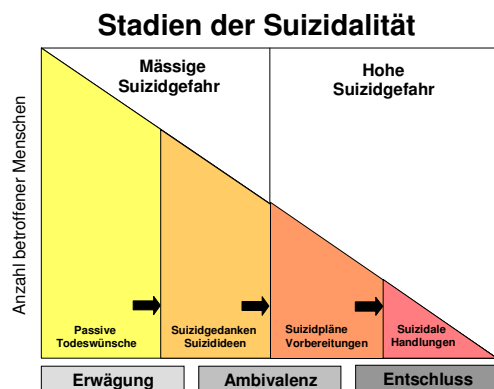 Stadien der Suizidalität
Mässige
Suizidgefahr
Hohe
Suizidgefahr
Anzahl betroffener Menschen
Passive
Todeswünsche
Suizidgedanken
Suizidideen
Suizidpläne
Vorbereitungen
Suizidale
Handlungen
Erwägung
Ambivalenz
Entschluss